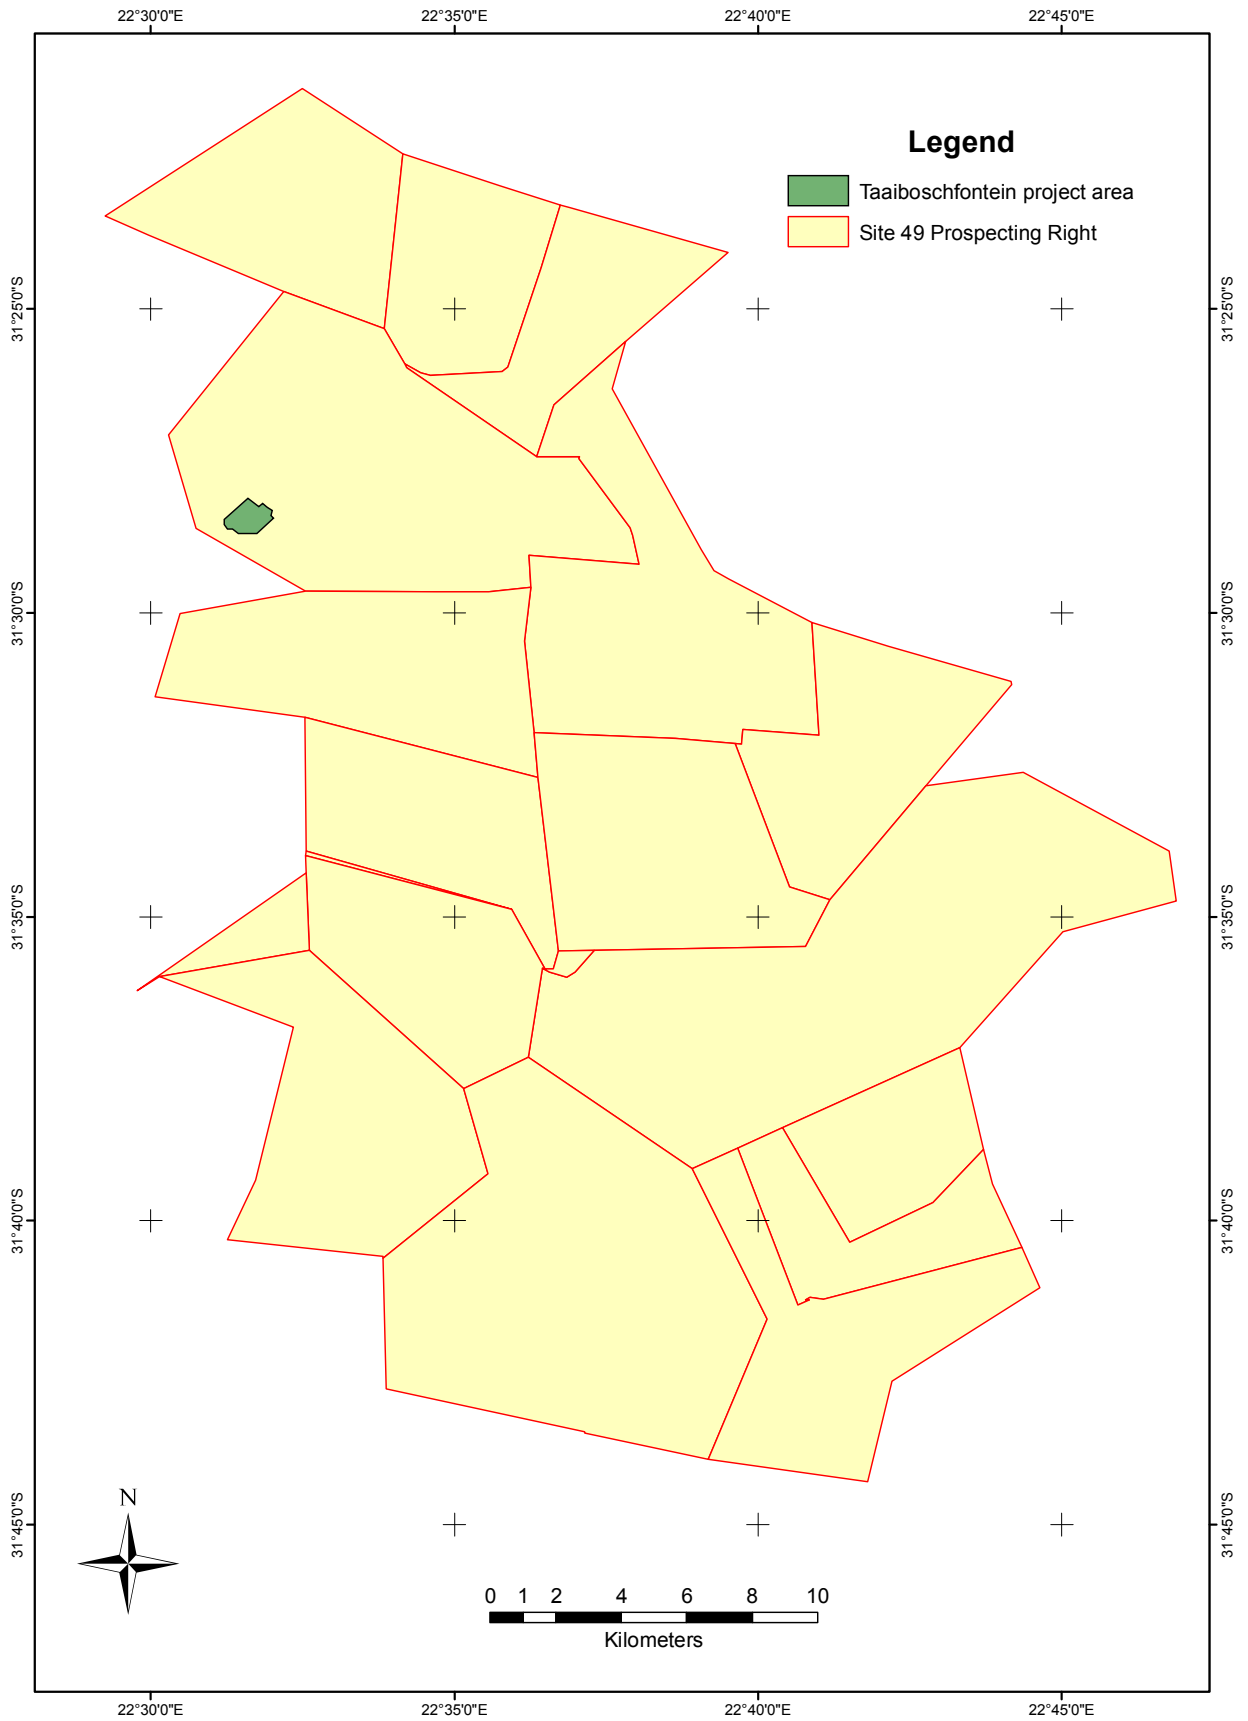 22°30'0"E 22°35'0"E 22°40'0"E 22°45'0"E
Legend
Taaiboschfontein project area
Site 49 Prospecting Right
31°25'0"S 31°25'0"S
31°30'0"S 31°30'0"S
31°35'0"S 31°35'0"S
31°40'0"S 31°40'0"S
N
31°45'0"S 31°45'0"S
0 1 2 4 6 8 10
Kilometers
22°30'0"E 22°35'0"E 22°40'0"E 22°45'0"E